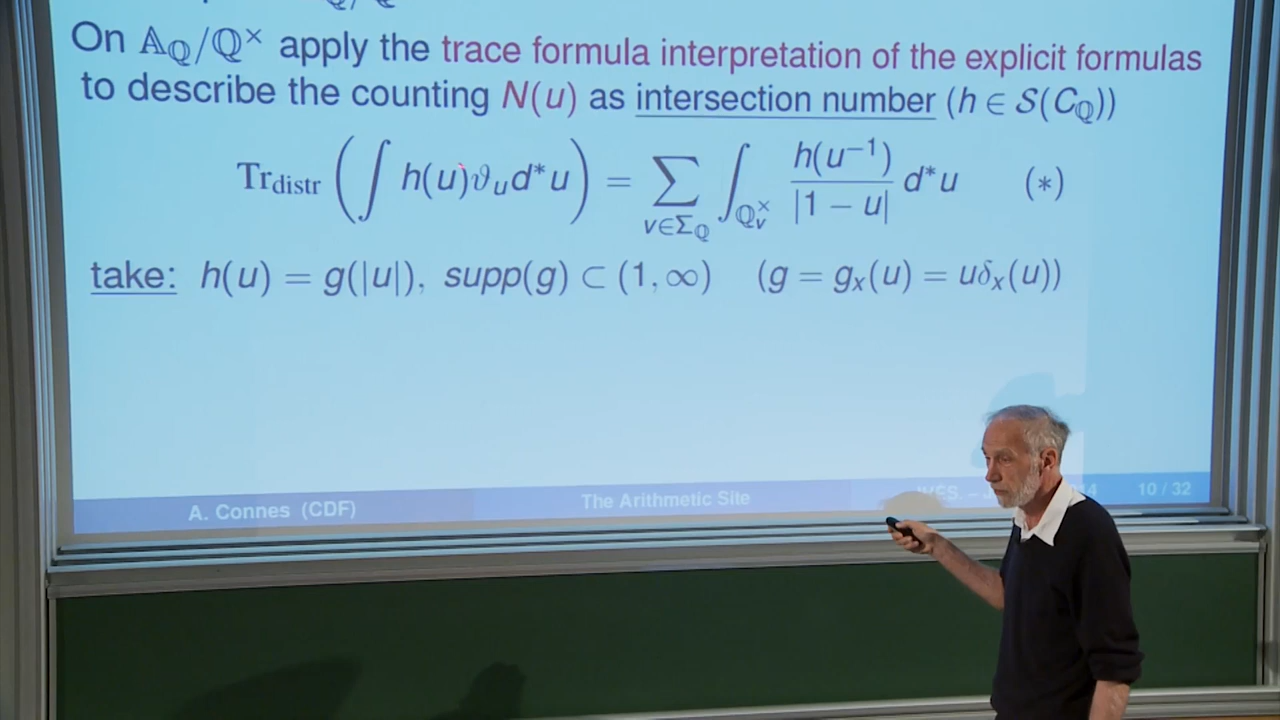 On 𝔸_ℚ/ℚ^× apply the trace formula interpretation of the explicit formulas
to describe the counting N(u) as intersection number (h ∈ 𝒮(C_ℚ))
Tr_distr ( ∫ h(u)ϑ_u d*u ) = ∑_{v∈Σ_ℚ} ∫_{ℚ_v^×} h(u^{−1})/|1 − u| d*u (*)
take: h(u) = g(|u|), supp(g) ⊂ (1, ∞) (g = g_x(u) = uδ_x(u))
A. Connes (CDF) The Arithmetic Site 10 / 32